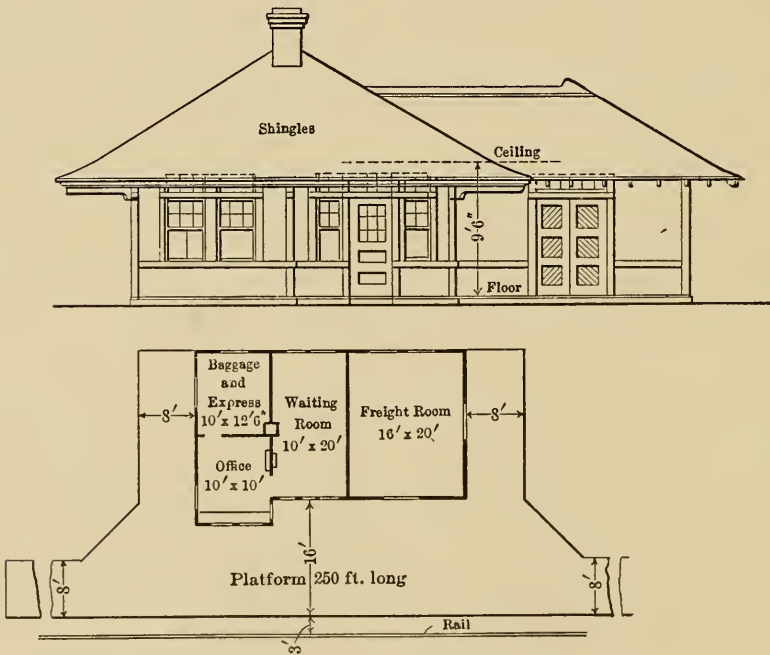 Shingles
Ceiling
9'6"
Floor
Baggage
and
Express
10' x 12'6"
Waiting
Room
10' x 20'
Freight Room
16' x 20'
8'
8'
Office
10' x 10'
16'
8'
Platform 250 ft. long
8'
3'
Rail